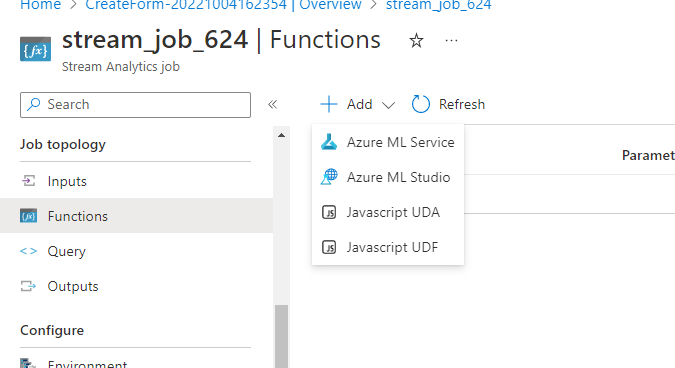 Home > CreateForm-20221004162354 | Overview > stream_job_624
stream_job_624 | Functions
Stream Analytics job
Search
Add
Refresh
Azure ML Service
Azure ML Studio
Javascript UDA
Javascript UDF
Paramet
Job topology
Inputs
Functions
Query
Outputs
Configure
Environment